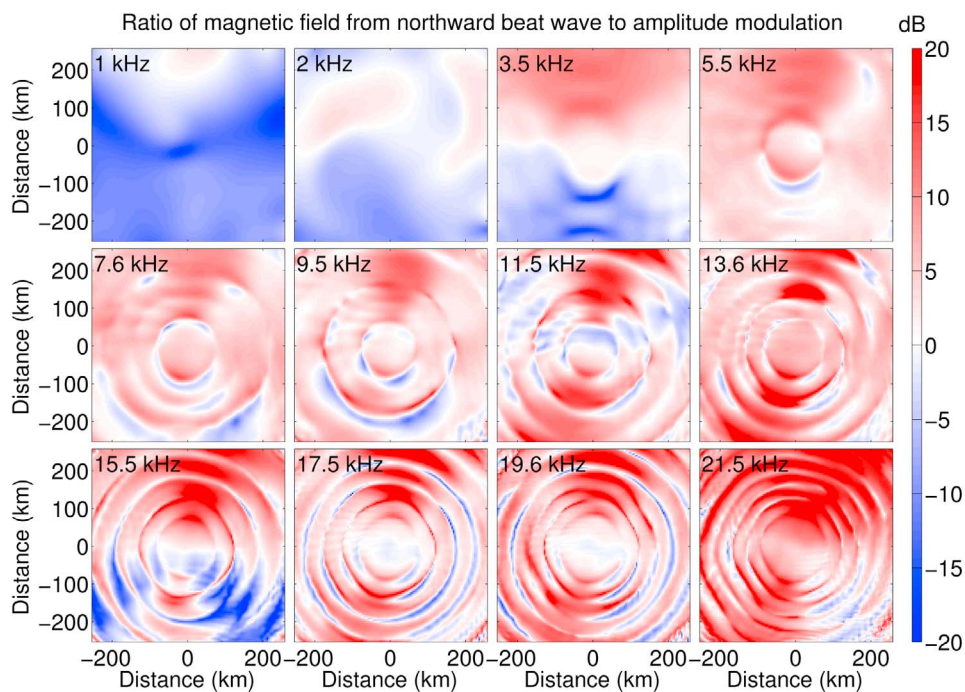 Ratio of magnetic field from northward beat wave to amplitude modulation
dB
1 kHz
2 kHz
3.5 kHz
5.5 kHz
200
100
0
−100
−200
Distance (km)
7.6 kHz
9.5 kHz
11.5 kHz
13.6 kHz
200
100
0
−100
−200
Distance (km)
15.5 kHz
17.5 kHz
19.6 kHz
21.5 kHz
200
100
0
−100
−200
Distance (km)
−200 0 200
−200 0 200
−200 0 200
−200 0 200
Distance (km)
Distance (km)
Distance (km)
Distance (km)
20
15
10
5
0
−5
−10
−15
−20